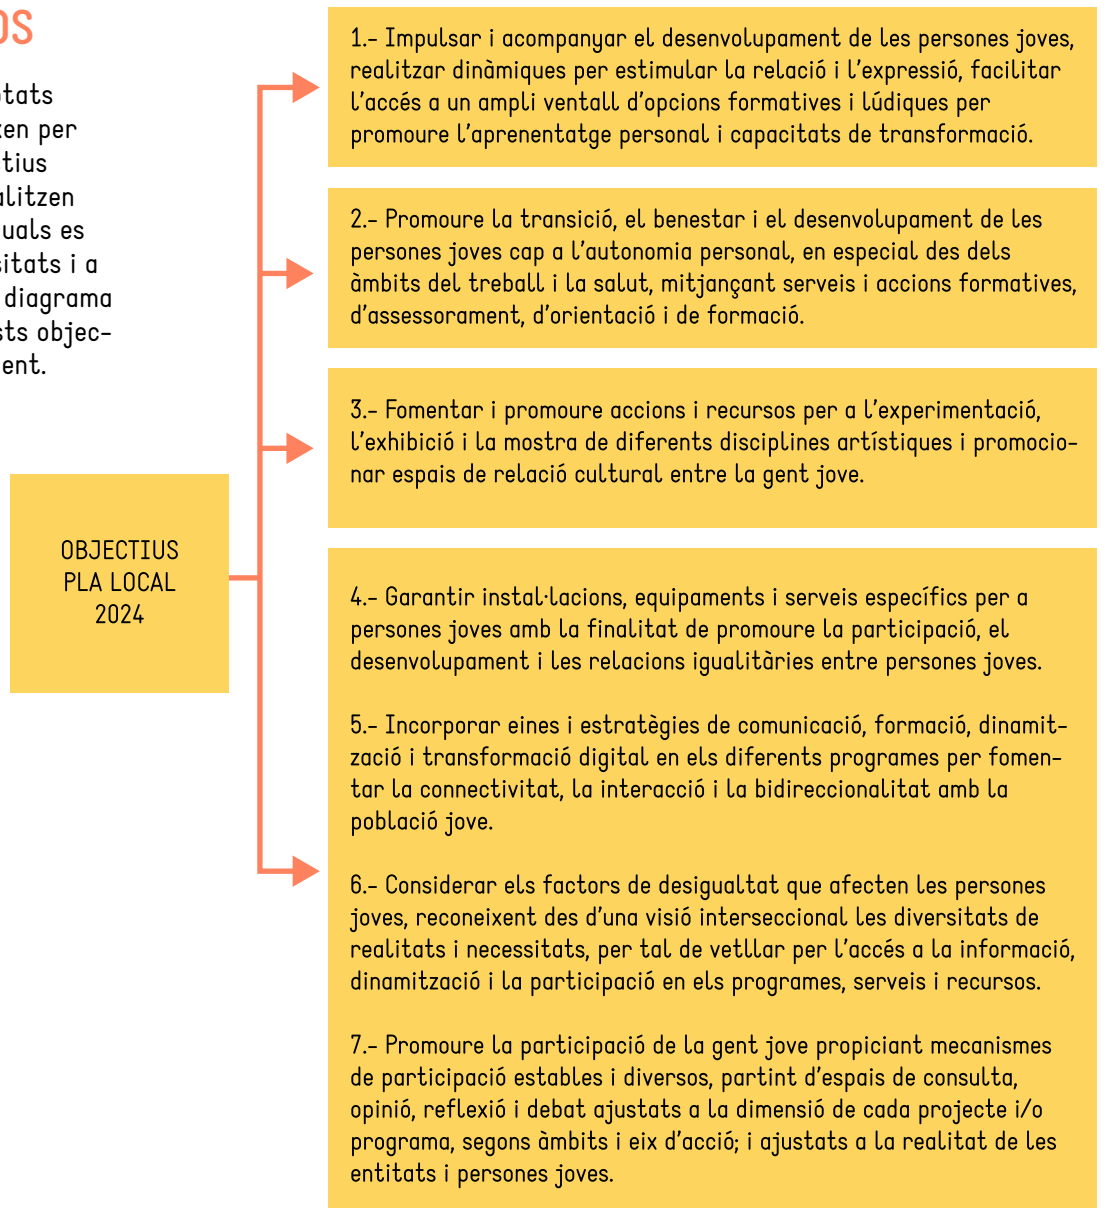 OS
tats
en per
tius
alitzen
uals es
sitats i a
diagrama
sts objec-
ent.
OBJECTIUS
PLA LOCAL
2024
1.- Impulsar i acompanyar el desenvolupament de les persones joves,
realitzar dinàmiques per estimular la relació i l'expressió, facilitar
l'accés a un ampli ventall d'opcions formatives i lúdiques per
promoure l'aprenentatge personal i capacitats de transformació.
2.- Promoure la transició, el benestar i el desenvolupament de les
persones joves cap a l'autonomia personal, en especial des dels
àmbits del treball i la salut, mitjançant serveis i accions formatives,
d'assessorament, d'orientació i de formació.
3.- Fomentar i promoure accions i recursos per a l'experimentació,
l'exhibició i la mostra de diferents disciplines artístiques i promocio-
nar espais de relació cultural entre la gent jove.
4.- Garantir instal·lacions, equipaments i serveis específics per a
persones joves amb la finalitat de promoure la participació, el
desenvolupament i les relacions igualitàries entre persones joves.
5.- Incorporar eines i estratègies de comunicació, formació, dinamit-
zació i transformació digital en els diferents programes per fomen-
tar la connectivitat, la interacció i la bidireccionalitat amb la
població jove.
6.- Considerar els factors de desigualtat que afecten les persones
joves, reconeixent des d'una visió interseccional les diversitats de
realitats i necessitats, per tal de vetllar per l'accés a la informació,
dinamització i la participació en els programes, serveis i recursos.
7.- Promoure la participació de la gent jove propiciant mecanismes
de participació estables i diversos, partint d'espais de consulta,
opinió, reflexió i debat ajustats a la dimensió de cada projecte i/o
programa, segons àmbits i eix d'acció; i ajustats a la realitat de les
entitats i persones joves.